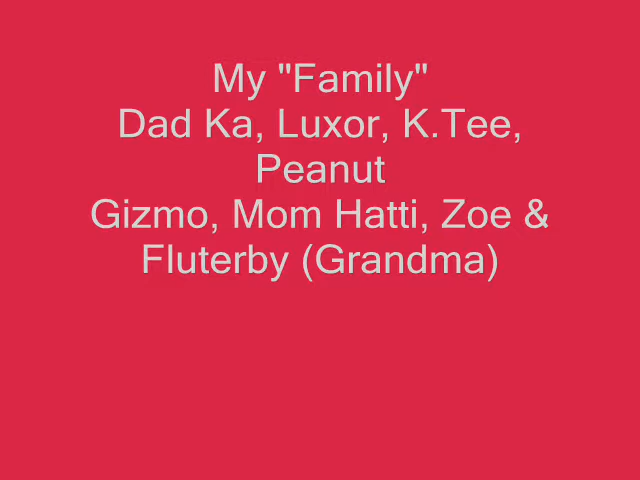 My "Family"
Dad Ka, Luxor, K.Tee,
Peanut
Gizmo, Mom Hatti, Zoe &
Fluterby (Grandma)